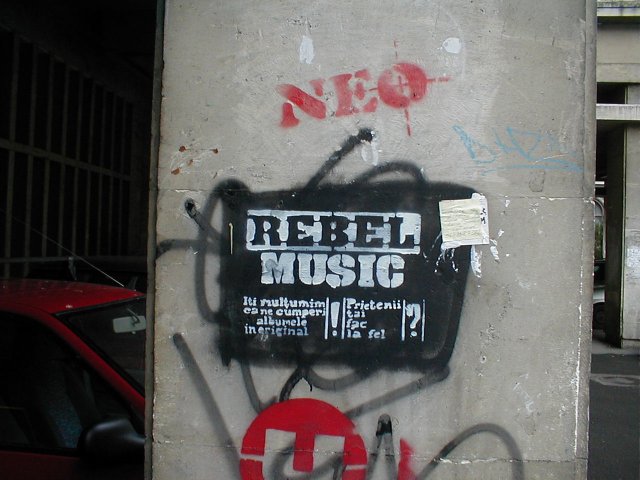 NEO
REBEL
MUSIC
Iti multumim
ca ne cumperi
albumele
in original
!
Prietenii
tai
fac
la fel
?